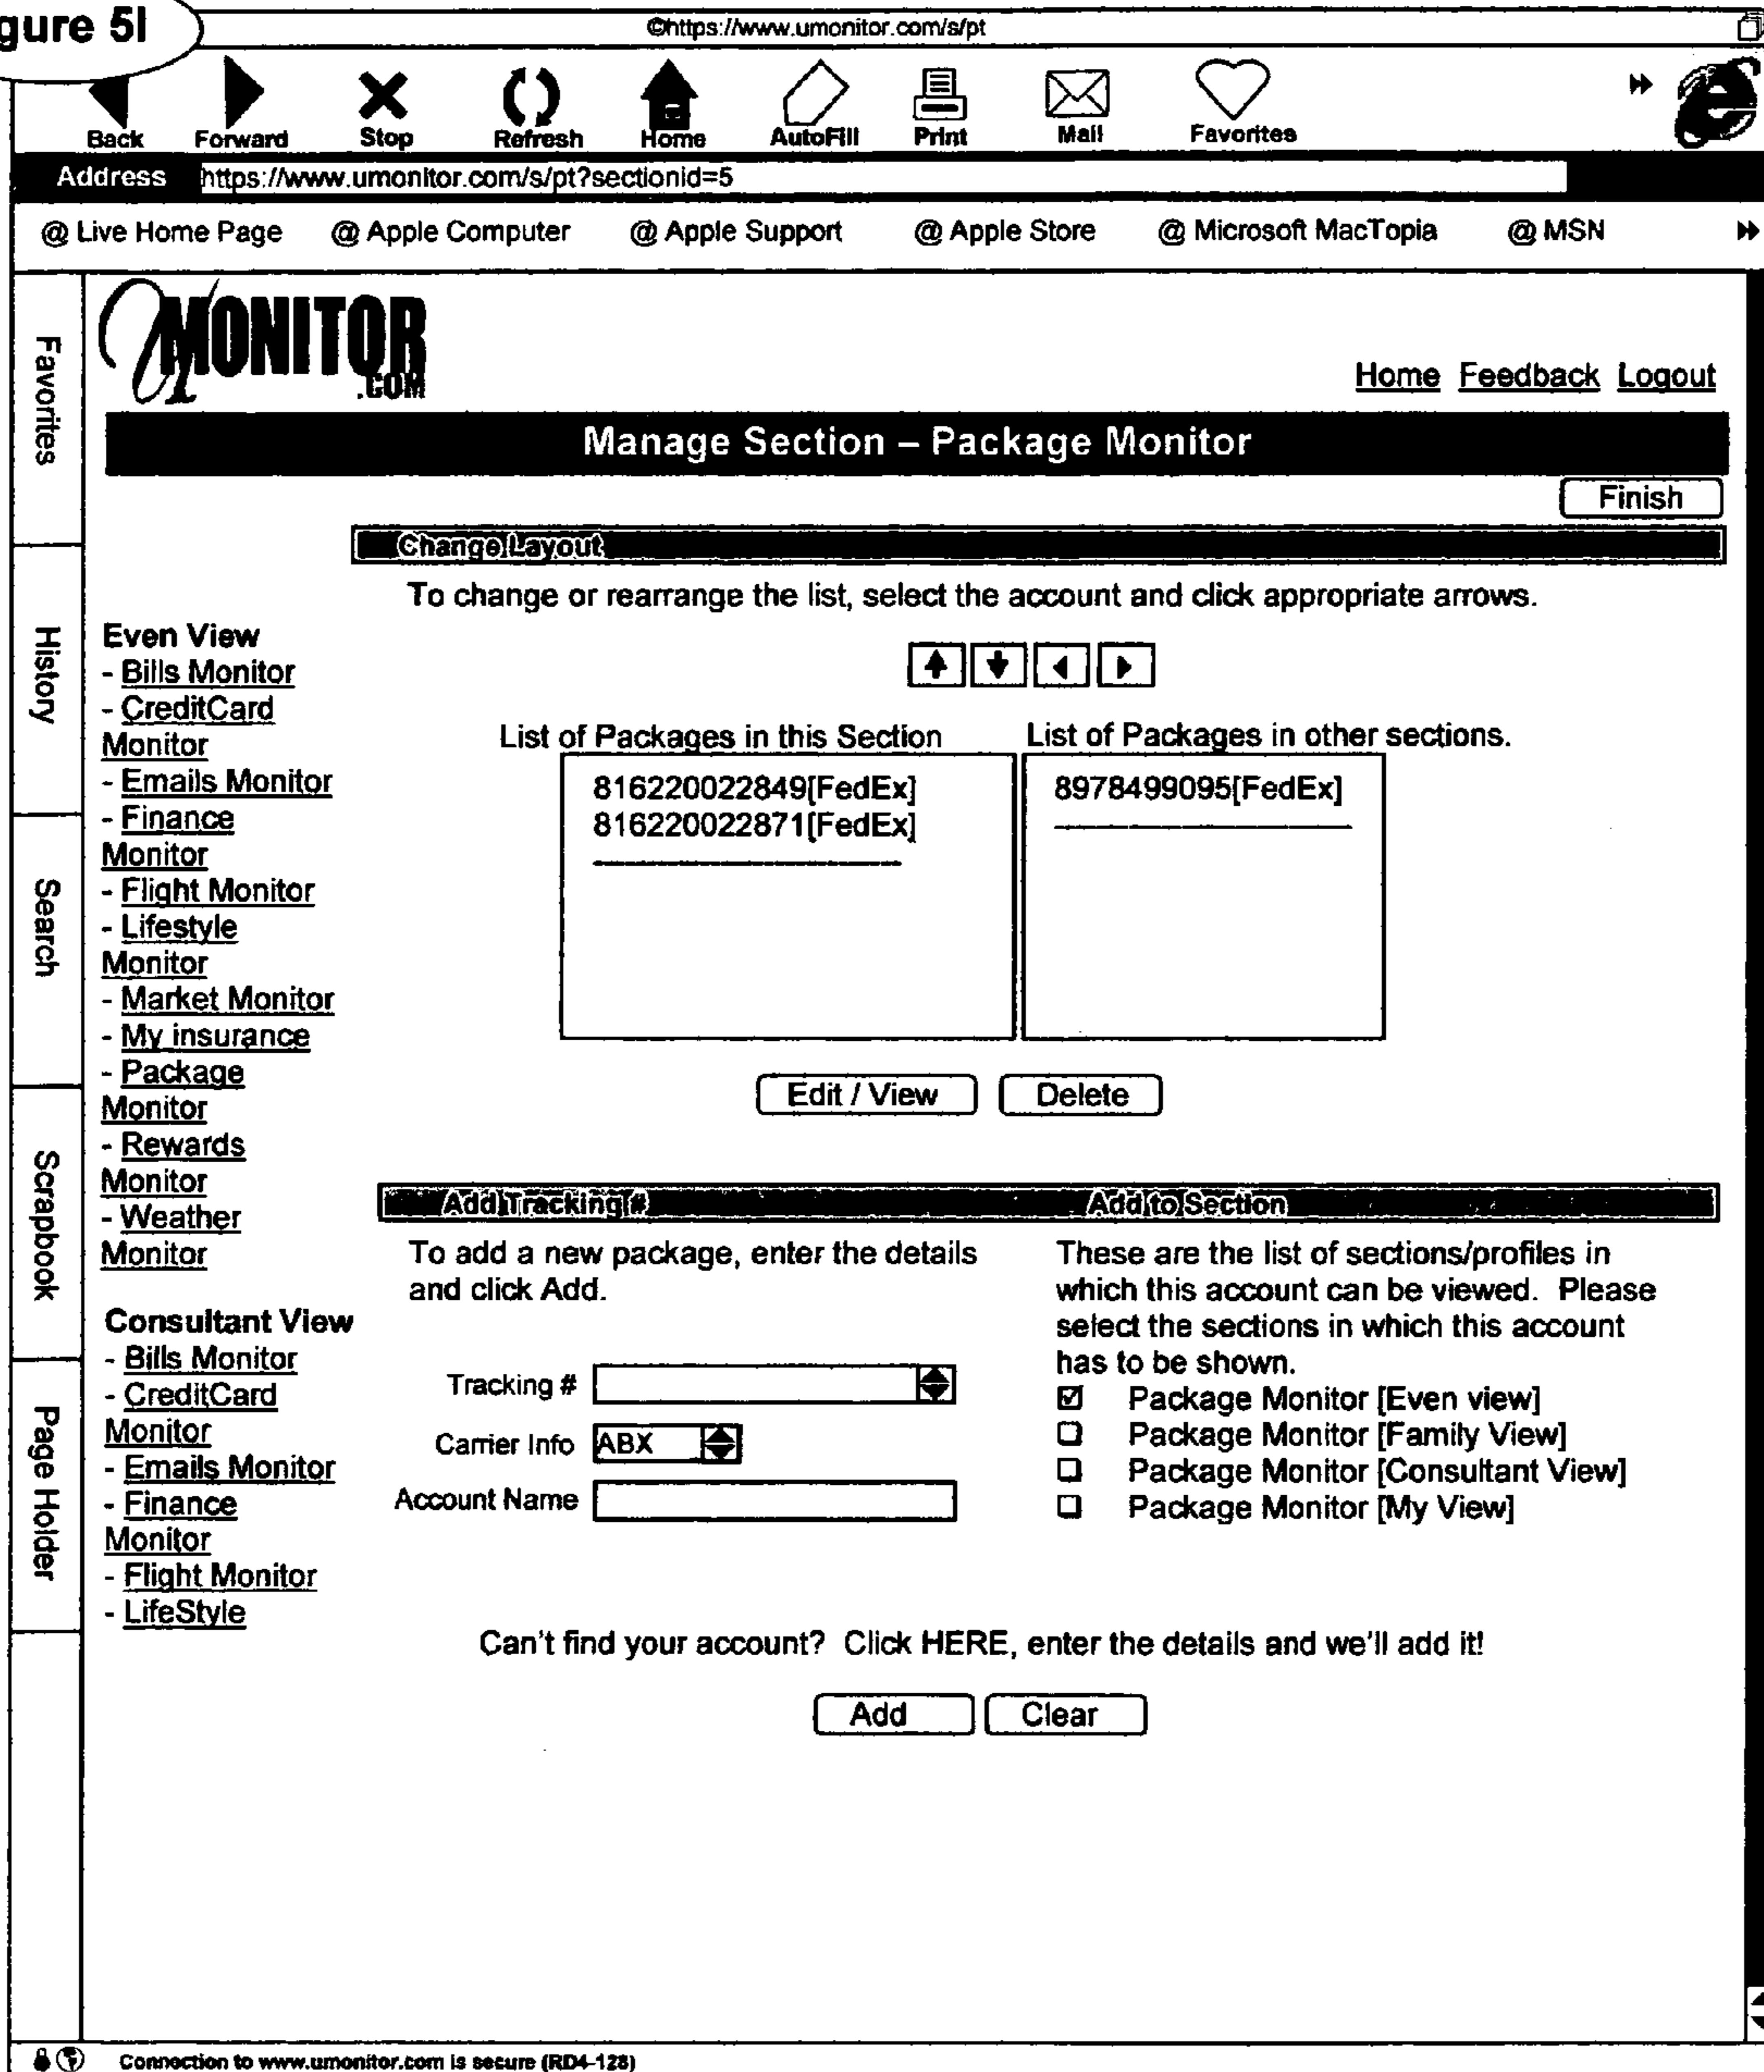 gure 5l
©https://www.umonitor.com/s/pt
Back Forward Stop Refresh Home AutoFill Print Mail Favorites
Address https://www.umonitor.com/s/pt?sectionid=5
@ Live Home Page @ Apple Computer @ Apple Support @ Apple Store @ Microsoft MacTopia @ MSN
Favorites
History
Search
Scrapbook
Page Holder
UMONITOR
.COM
Home Feedback Logout
Manage Section – Package Monitor
Finish
Change Layout
To change or rearrange the list, select the account and click appropriate arrows.
Even View
- Bills Monitor
- CreditCard
Monitor
- Emails Monitor
- Finance
Monitor
- Flight Monitor
- Lifestyle
Monitor
- Market Monitor
- My insurance
- Package
Monitor
- Rewards
Monitor
- Weather
Monitor
Consultant View
- Bills Monitor
- CreditCard
Monitor
- Emails Monitor
- Finance
Monitor
- Flight Monitor
- LifeStyle
List of Packages in this Section
816220022849[FedEx]
816220022871[FedEx]
List of Packages in other sections.
8978499095[FedEx]
Edit / View Delete
Add Tracking # Add to Section
To add a new package, enter the details
and click Add.
Tracking #
Carrier Info ABX
Account Name
These are the list of sections/profiles in
which this account can be viewed. Please
select the sections in which this account
has to be shown.
Package Monitor [Even view]
Package Monitor [Family View]
Package Monitor [Consultant View]
Package Monitor [My View]
Can't find your account? Click HERE, enter the details and we'll add it!
Add Clear
Connection to www.umonitor.com is secure (RD4-128)